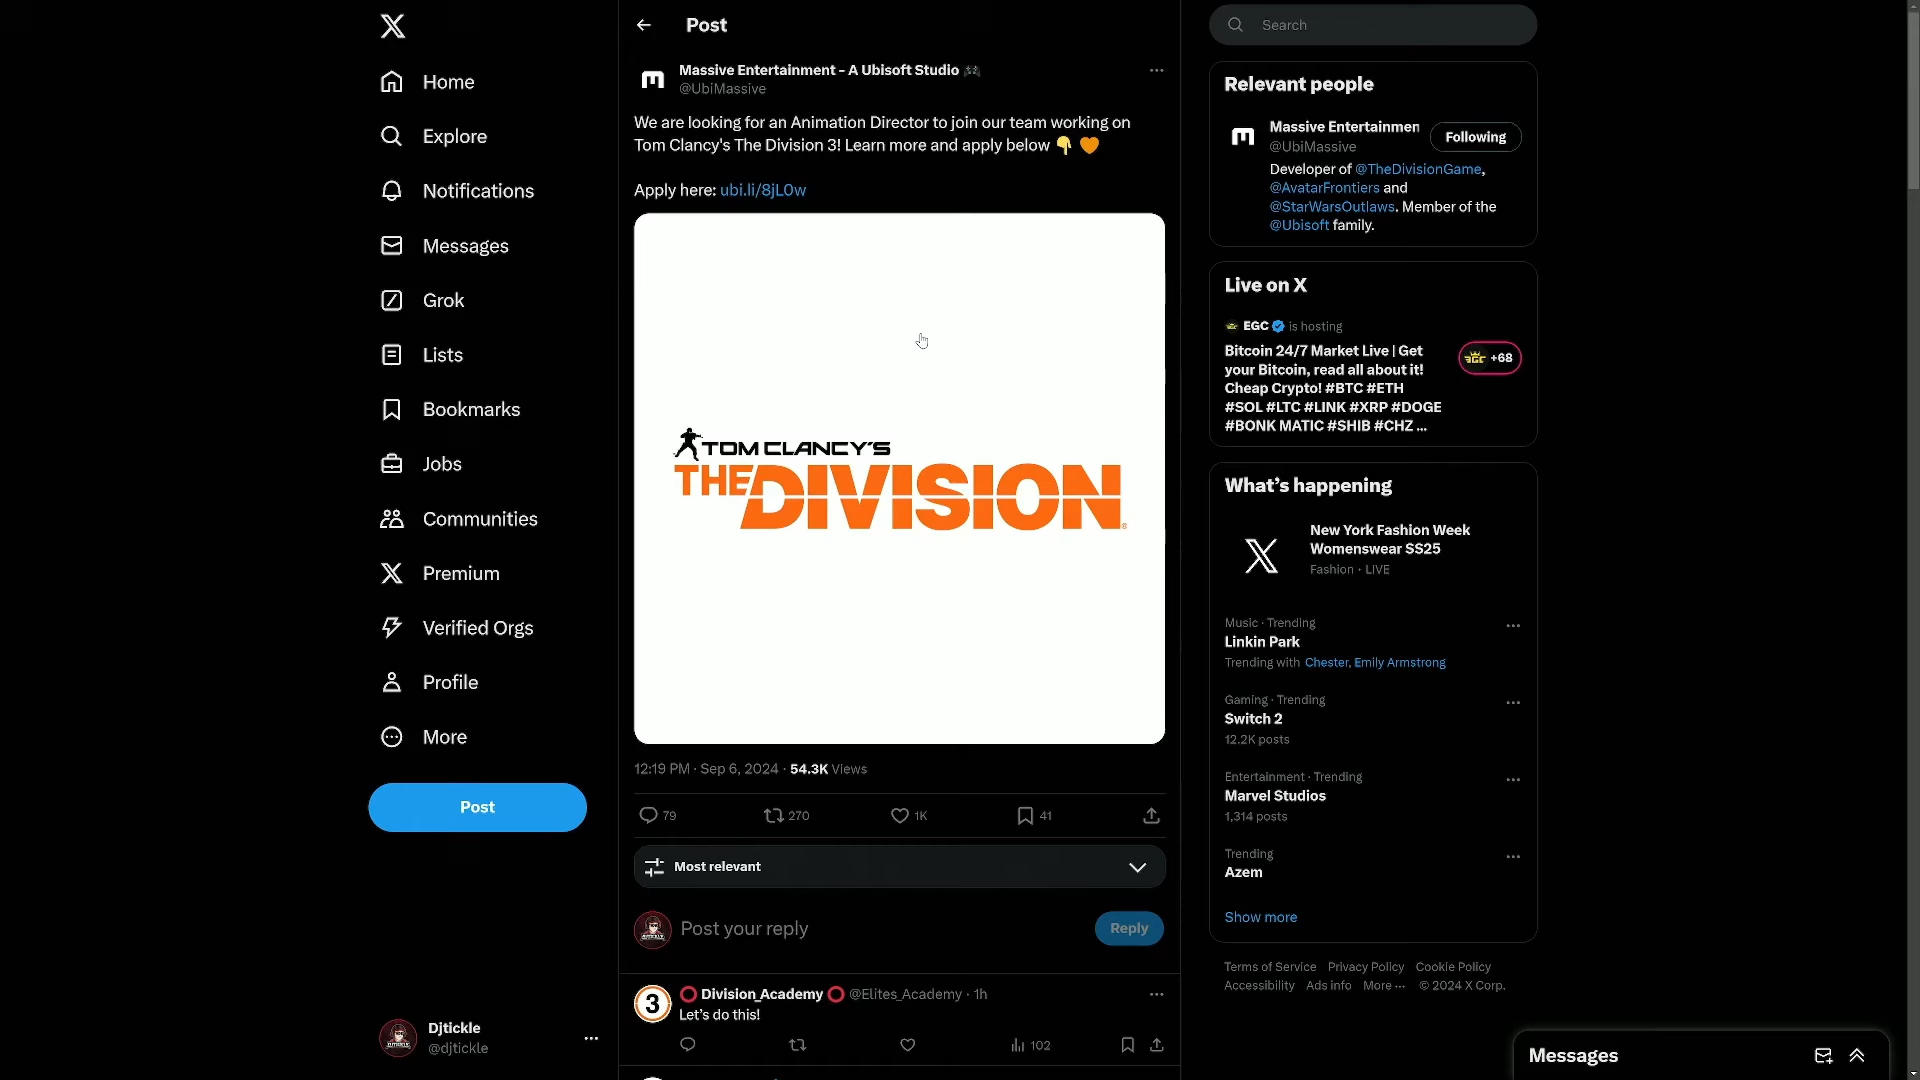 Home
Explore
Notifications
Messages
Grok
Lists
Bookmarks
Jobs
Communities
Premium
Verified Orgs
Profile
More
Post
Djtickle
@djtickle
Post
Massive Entertainment - A Ubisoft Studio 🎮
@UbiMassive
We are looking for an Animation Director to join our team working on
Tom Clancy's The Division 3! Learn more and apply below 👇 🧡
Apply here: ubi.li/8jL0w
TOM CLANCY'S
THE DIVISION
12:19 PM · Sep 6, 2024 · 54.3K Views
79 270 1K 41
Most relevant
Post your reply
Reply
3
⭕ Division_Academy ⭕ @Elites_Academy · 1h
Let's do this!
102
Search
Relevant people
Massive Entertainmen
@UbiMassive
Following
Developer of @TheDivisionGame,
@AvatarFrontiers and
@StarWarsOutlaws. Member of the
@Ubisoft family.
Live on X
EGC is hosting
Bitcoin 24/7 Market Live | Get
your Bitcoin, read all about it!
Cheap Crypto! #BTC #ETH
#SOL #LTC #LINK #XRP #DOGE
#BONK MATIC #SHIB #CHZ ...
EGC +68
What's happening
New York Fashion Week
Womenswear SS25
Fashion · LIVE
Music · Trending
Linkin Park
Trending with Chester, Emily Armstrong
Gaming · Trending
Switch 2
12.2K posts
Entertainment · Trending
Marvel Studios
1,314 posts
Trending
Azem
Show more
Terms of Service Privacy Policy Cookie Policy
Accessibility Ads info More ··· © 2024 X Corp.
Messages